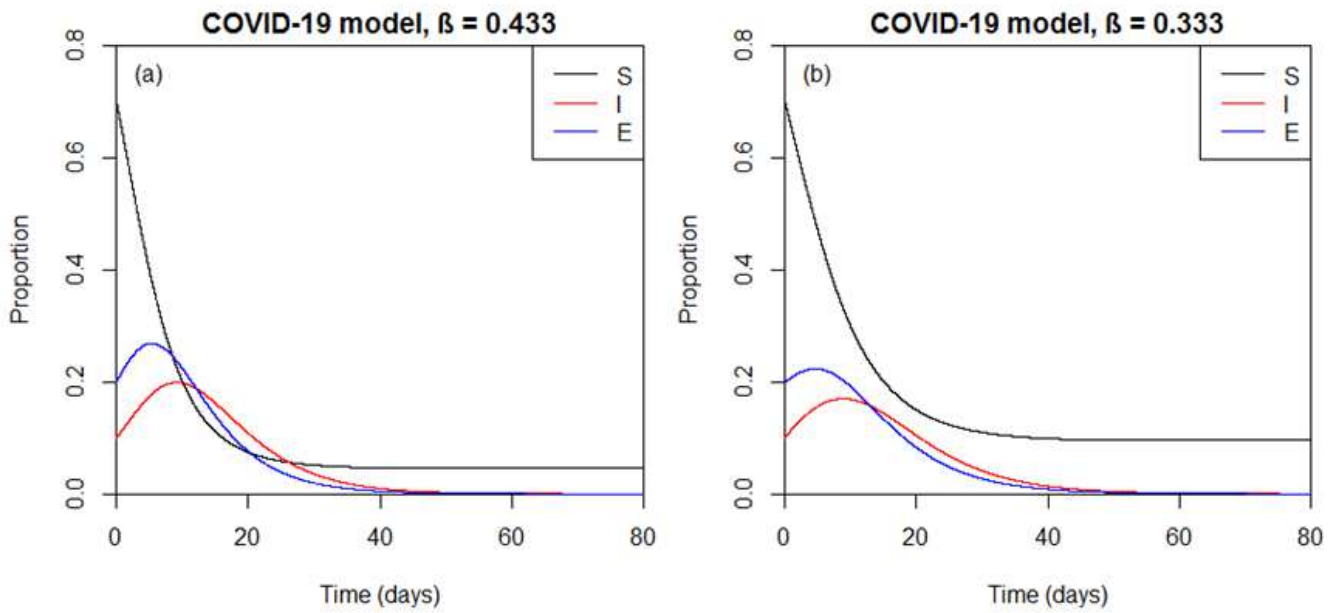 COVID-19 model, ß = 0.433
(a)
S
I
E
Proportion
0.0
0.2
0.4
0.6
0.8
0 20 40 60 80
Time (days)
COVID-19 model, ß = 0.333
(b)
S
I
E
Proportion
0.0
0.2
0.4
0.6
0.8
0 20 40 60 80
Time (days)